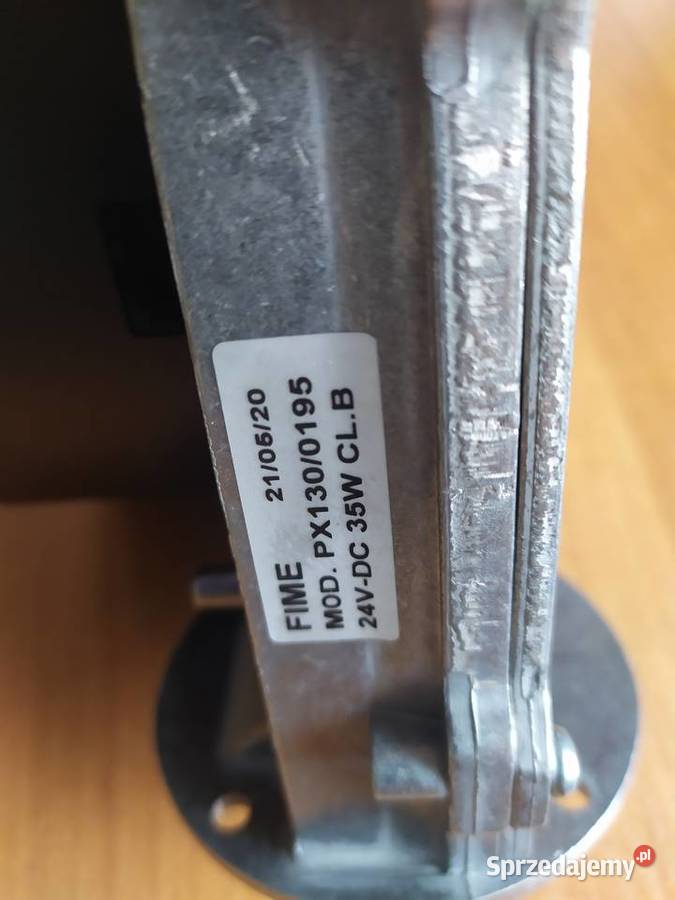 FIME 21/05/20
MOD. PX130/0195
24V-DC 35W CL.B
Sprzedajemy.pl